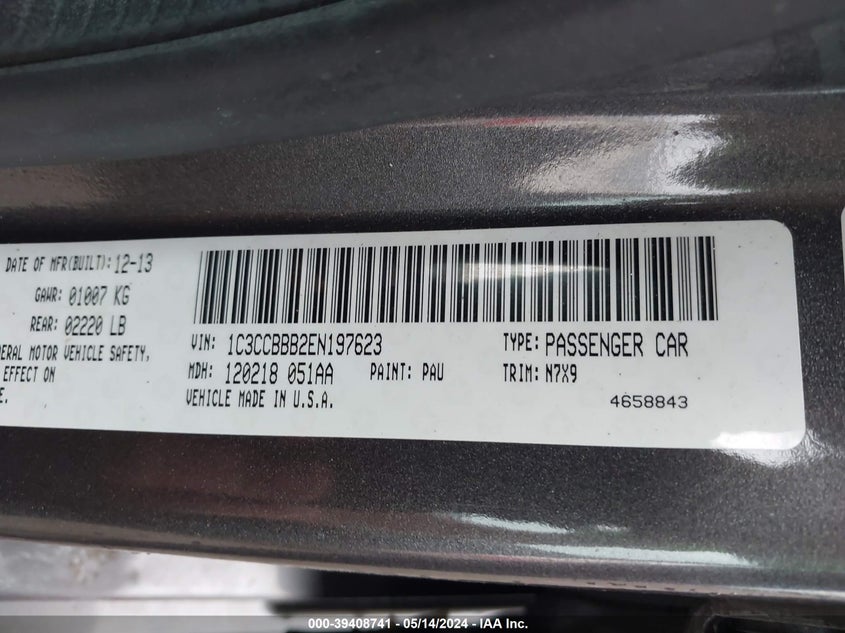 DATE OF MFR(BUILT): 12-13
GAWR: 01007 KG
REAR: 02220 LB
ERAL MOTOR VEHICLE SAFETY,
EFFECT ON
E.
VIN: 1C3CCBBB2EN197623 TYPE: PASSENGER CAR
MDH: 120218 051AA PAINT: PAU TRIM: N7X9
VEHICLE MADE IN U.S.A. 4658843
000-39408741 - 05/14/2024 - IAA Inc.